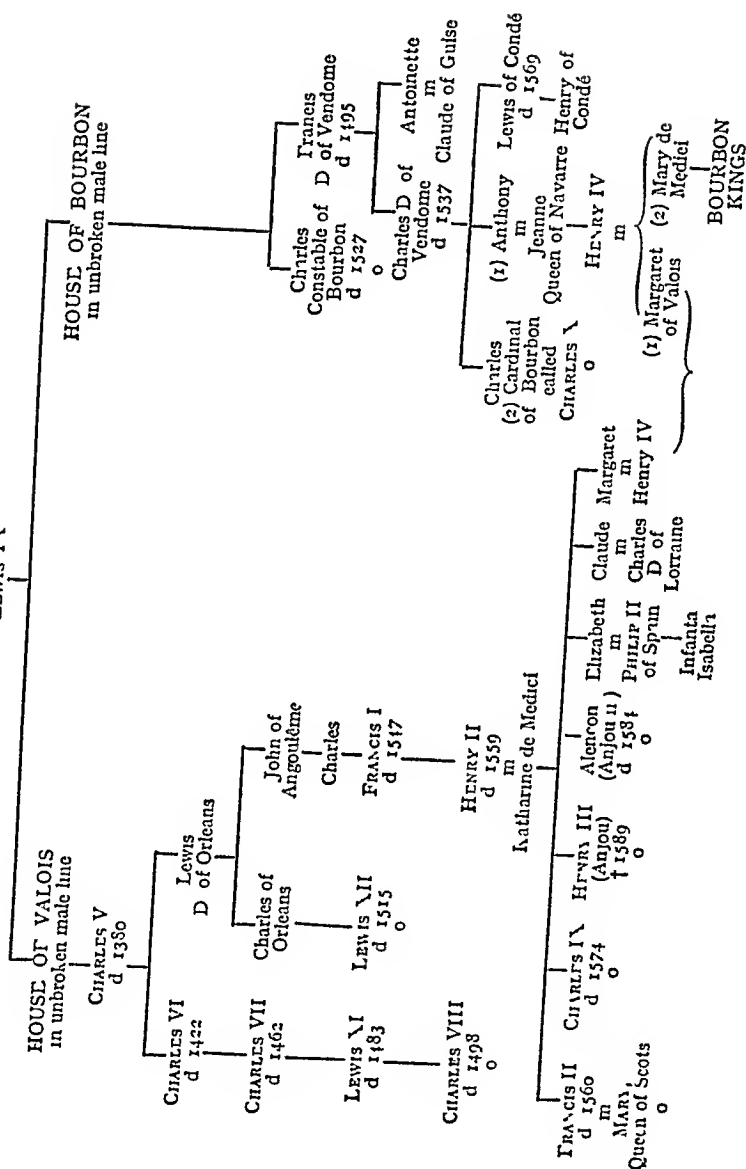 HOUSE OF VALOIS
in unbroken male line
CHARLES V
d 1380
CHARLES VI
d 1422
CHARLES VII
d 1462
LEWIS XI
d 1483
CHARLES VIII
d 1498
o
Lewis
D of Orleans
Charles of
Orleans
LEWIS XII
d 1515
o
John of
Angoulême
Charles
FRANCIS I
d 1547
HENRY II
d 1559
m
Katharine de Medici
FRANCIS II
d 1560
m
MARY,
Queen of Scots
o
CHARLES IX
d 1574
o
HENRY III
(Anjou)
† 1589
o
Alencon
(Anjou 11)
d 1584
o
Elizabeth
m
PHILIP II
of Spain
Infanta
Isabella
Claude
m
Charles
D of
Lorraine
Margaret
m
Henry IV
HOUSE OF BOURBON
in unbroken male line
Charles
Constable of
Bourbon
d 1527
o
Francis
D of Vendome
d 1495
Charles D of
Vendome
d 1537
Antoinette
m
Claude of Guise
Charles
(2) Cardinal
of Bourbon
called
CHARLES X
o
(1) Anthony
m
Jeanne
Queen of Navarre
HENRY IV
m
(1) Margaret
of Valois
(2) Mary de
Medici
BOURBON
KINGS
Lewis of Condé
d 1569
Henry of
Condé